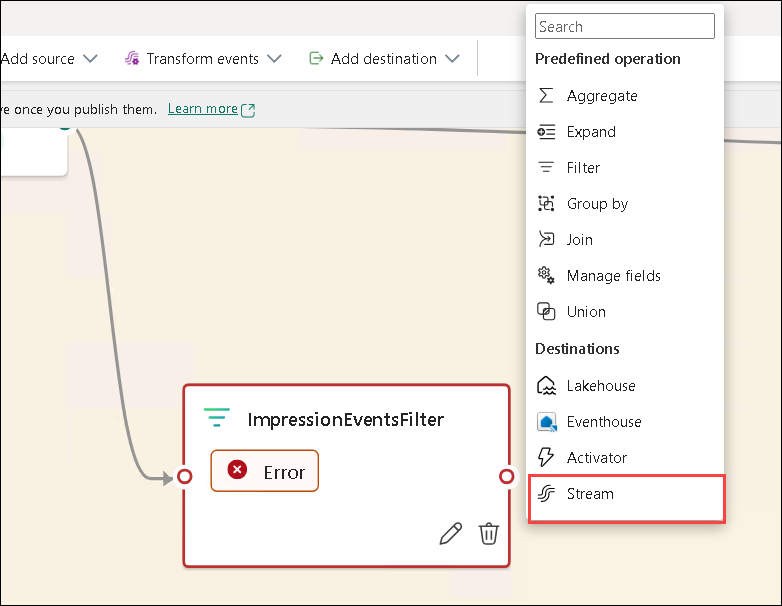 Add source
Transform events
Add destination
ve once you publish them. Learn more
Search
Predefined operation
Aggregate
Expand
Filter
Group by
Join
Manage fields
Union
Destinations
Lakehouse
Eventhouse
Activator
Stream
ImpressionEventsFilter
Error